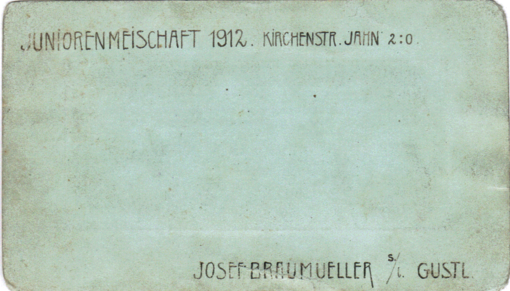 JUNIORENMEISCHAFT 1912. KIRCHENSTR. JAHN 2:0.
JOSEF BRAUMUELLER s/i. GUSTL.